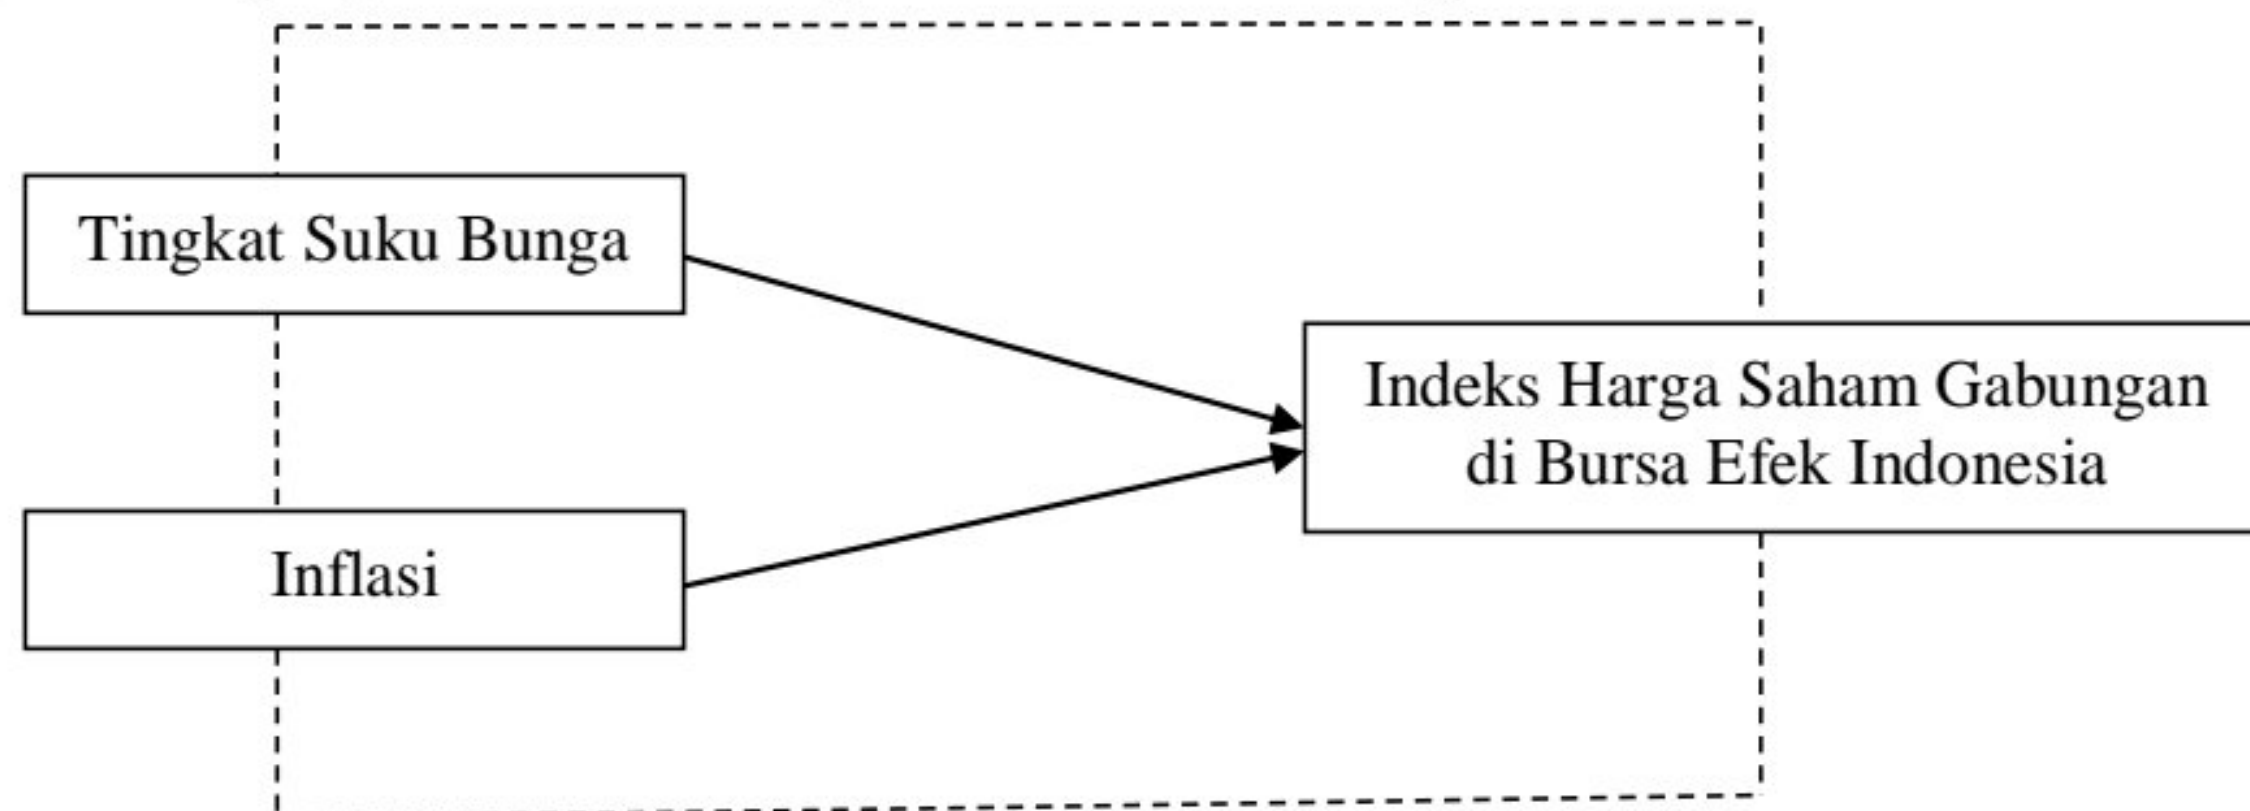 Tingkat Suku Bunga
Indeks Harga Saham Gabungan
di Bursa Efek Indonesia
Inflasi